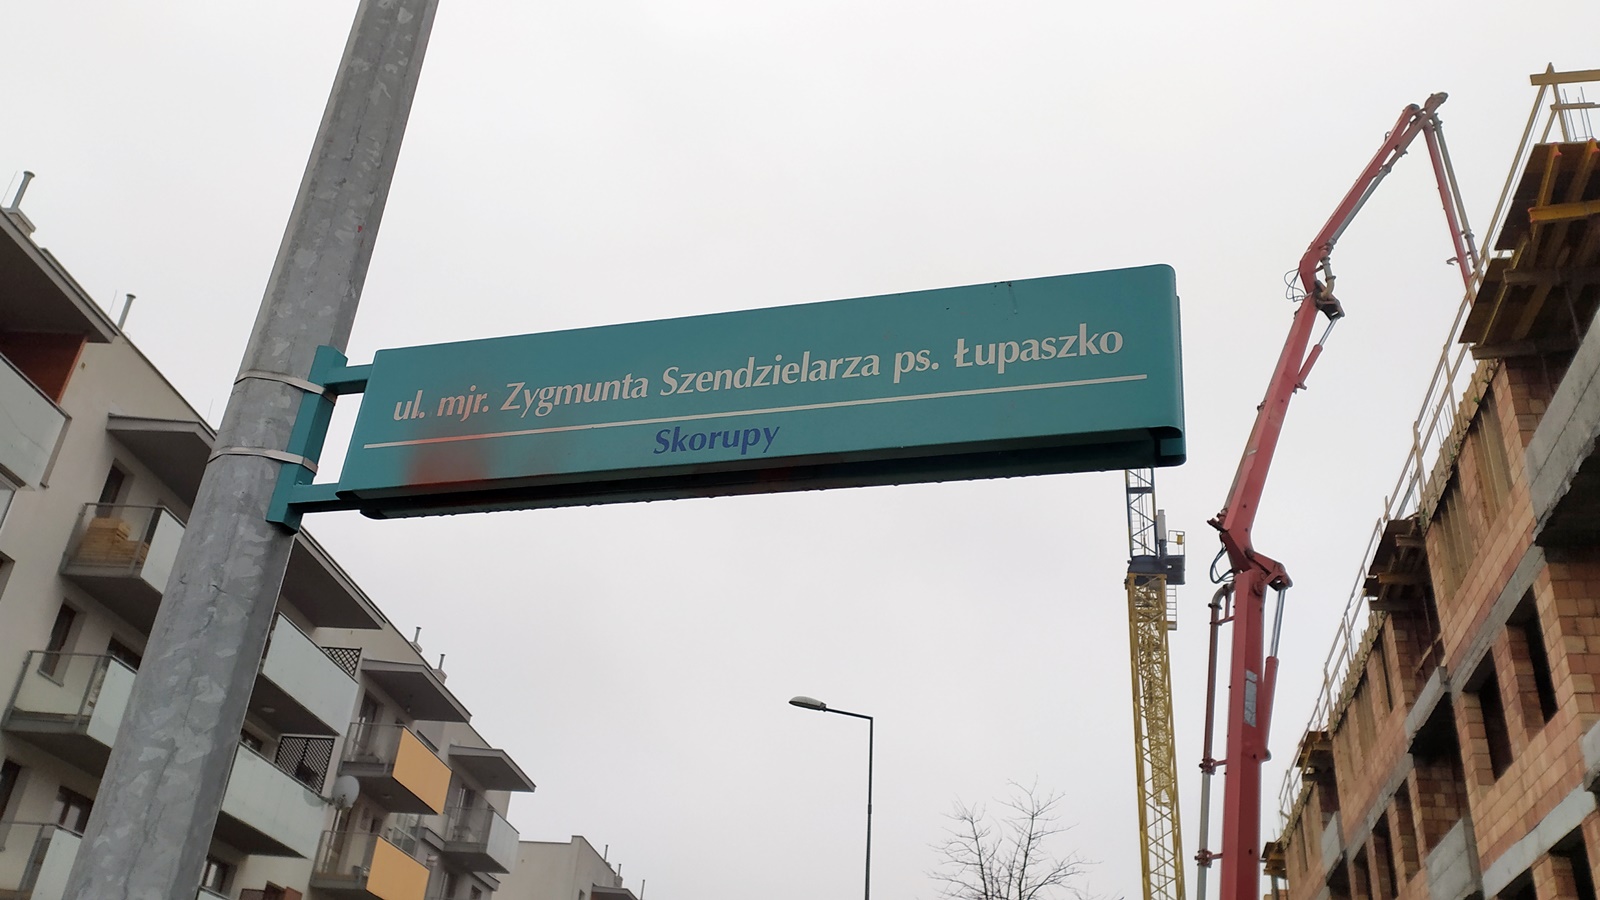 ul. mjr. Zygmunta Szendzielarza ps. Łupaszko
Skorupy